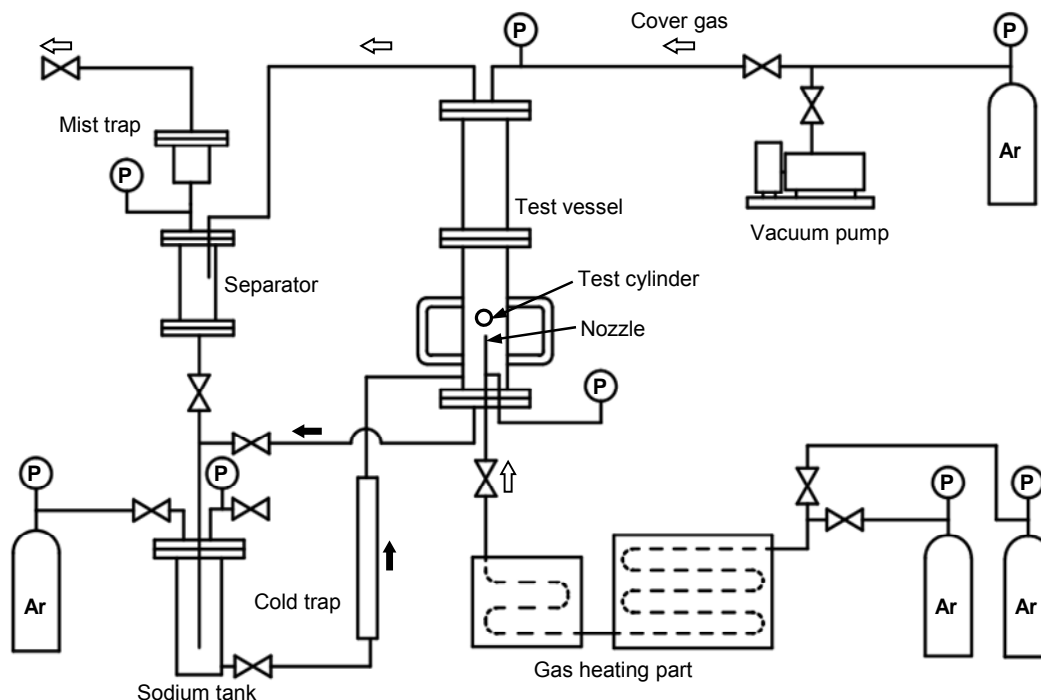 Cover gas
P
P
Mist trap
P
Ar
Test vessel
Vacuum pump
Separator
Test cylinder
Nozzle
P
P
P
P
P
Ar
Cold trap
Ar
Ar
Gas heating part
Sodium tank